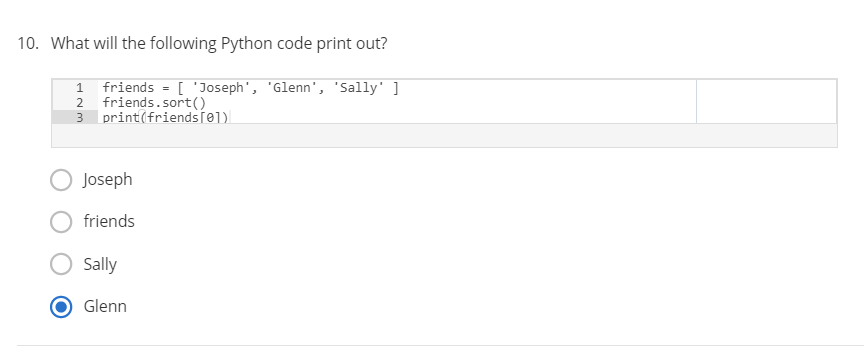 10. What will the following Python code print out?
1 friends = [ 'Joseph', 'Glenn', 'Sally' ]
2 friends.sort()
3 print(friends[0])
Joseph
friends
Sally
Glenn